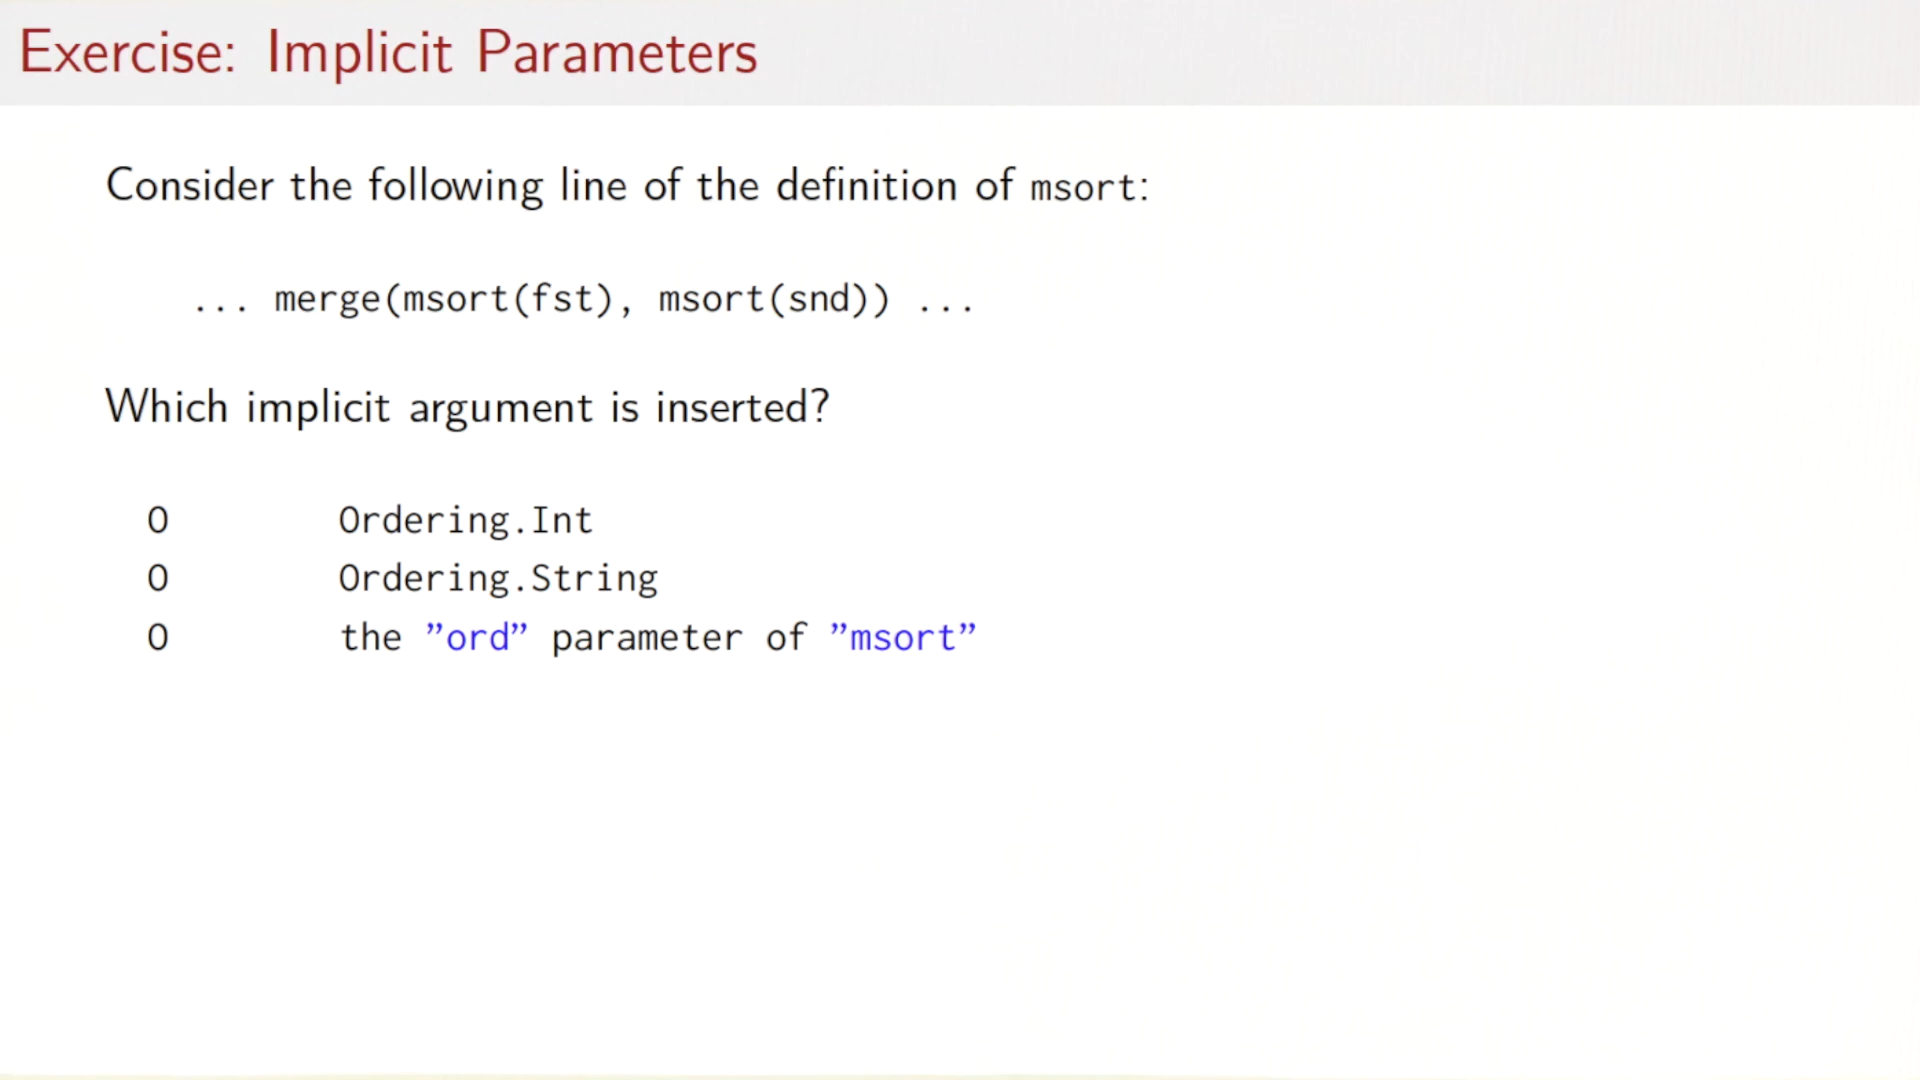 Exercise: Implicit Parameters
Consider the following line of the definition of msort:
... merge(msort(fst), msort(snd)) ...
Which implicit argument is inserted?
O Ordering.Int
O Ordering.String
O the ”ord” parameter of ”msort”